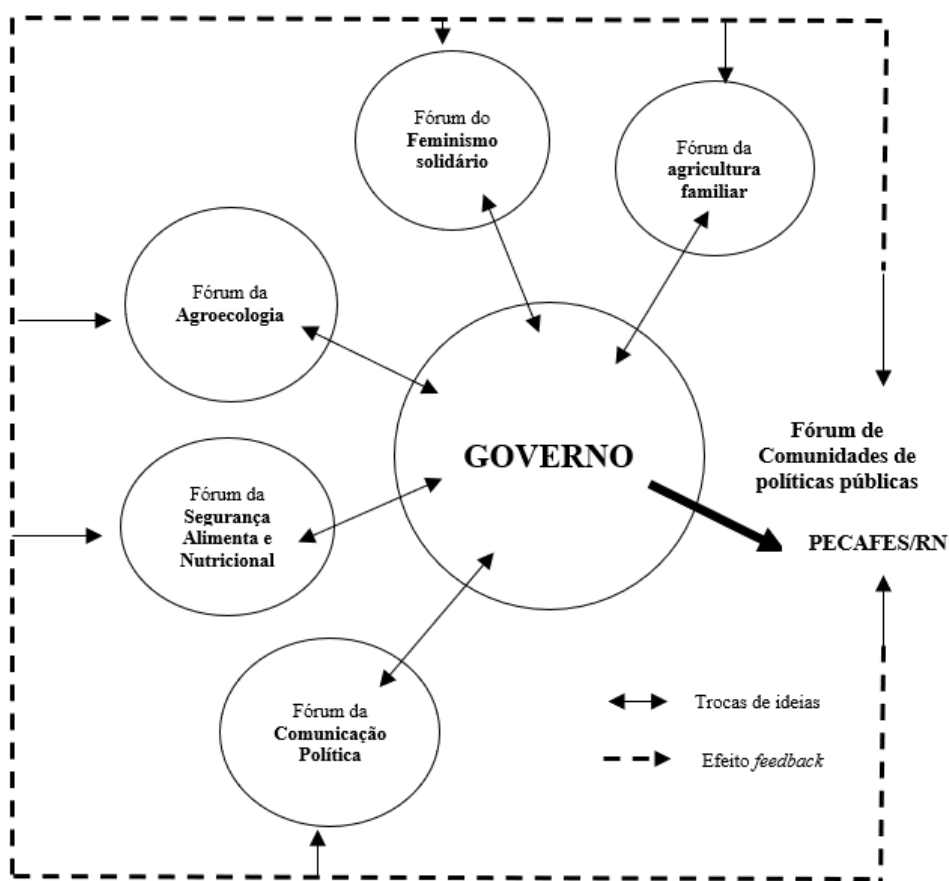 Fórum do
Feminismo
solidário
Fórum da
agricultura
familiar
Fórum da
Agroecologia
GOVERNO
Fórum de
Comunidades de
políticas públicas
PECAFES/RN
Fórum da
Segurança
Alimenta e
Nutricional
Fórum da
Comunicação
Política
Trocas de ideias
Efeito feedback